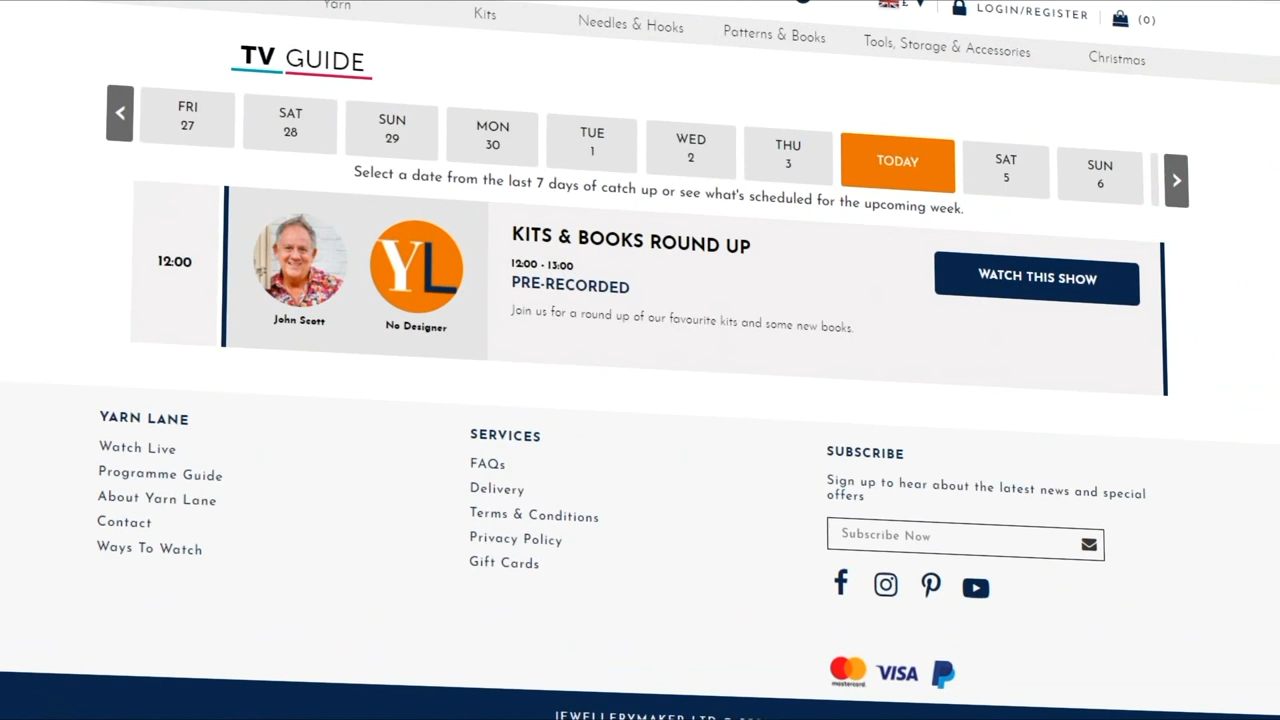 Yarn
Kits
Needles & Hooks
Patterns & Books
Tools, Storage & Accessories
Christmas
£
LOGIN/REGISTER
(0)
TV GUIDE
FRI
27
SAT
28
SUN
29
MON
30
TUE
1
WED
2
THU
3
TODAY
SAT
5
SUN
6
Select a date from the last 7 days of catch up or see what's scheduled for the upcoming week.
12:00
John Scott
YL
No Designer
KITS & BOOKS ROUND UP
12:00 - 13:00
PRE-RECORDED
Join us for a round up of our favourite kits and some new books.
WATCH THIS SHOW
YARN LANE
Watch Live
Programme Guide
About Yarn Lane
Contact
Ways To Watch
SERVICES
FAQs
Delivery
Terms & Conditions
Privacy Policy
Gift Cards
SUBSCRIBE
Sign up to hear about the latest news and special
offers
Subscribe Now
mastercard
VISA
JEWELLERYMAKER LTD ©